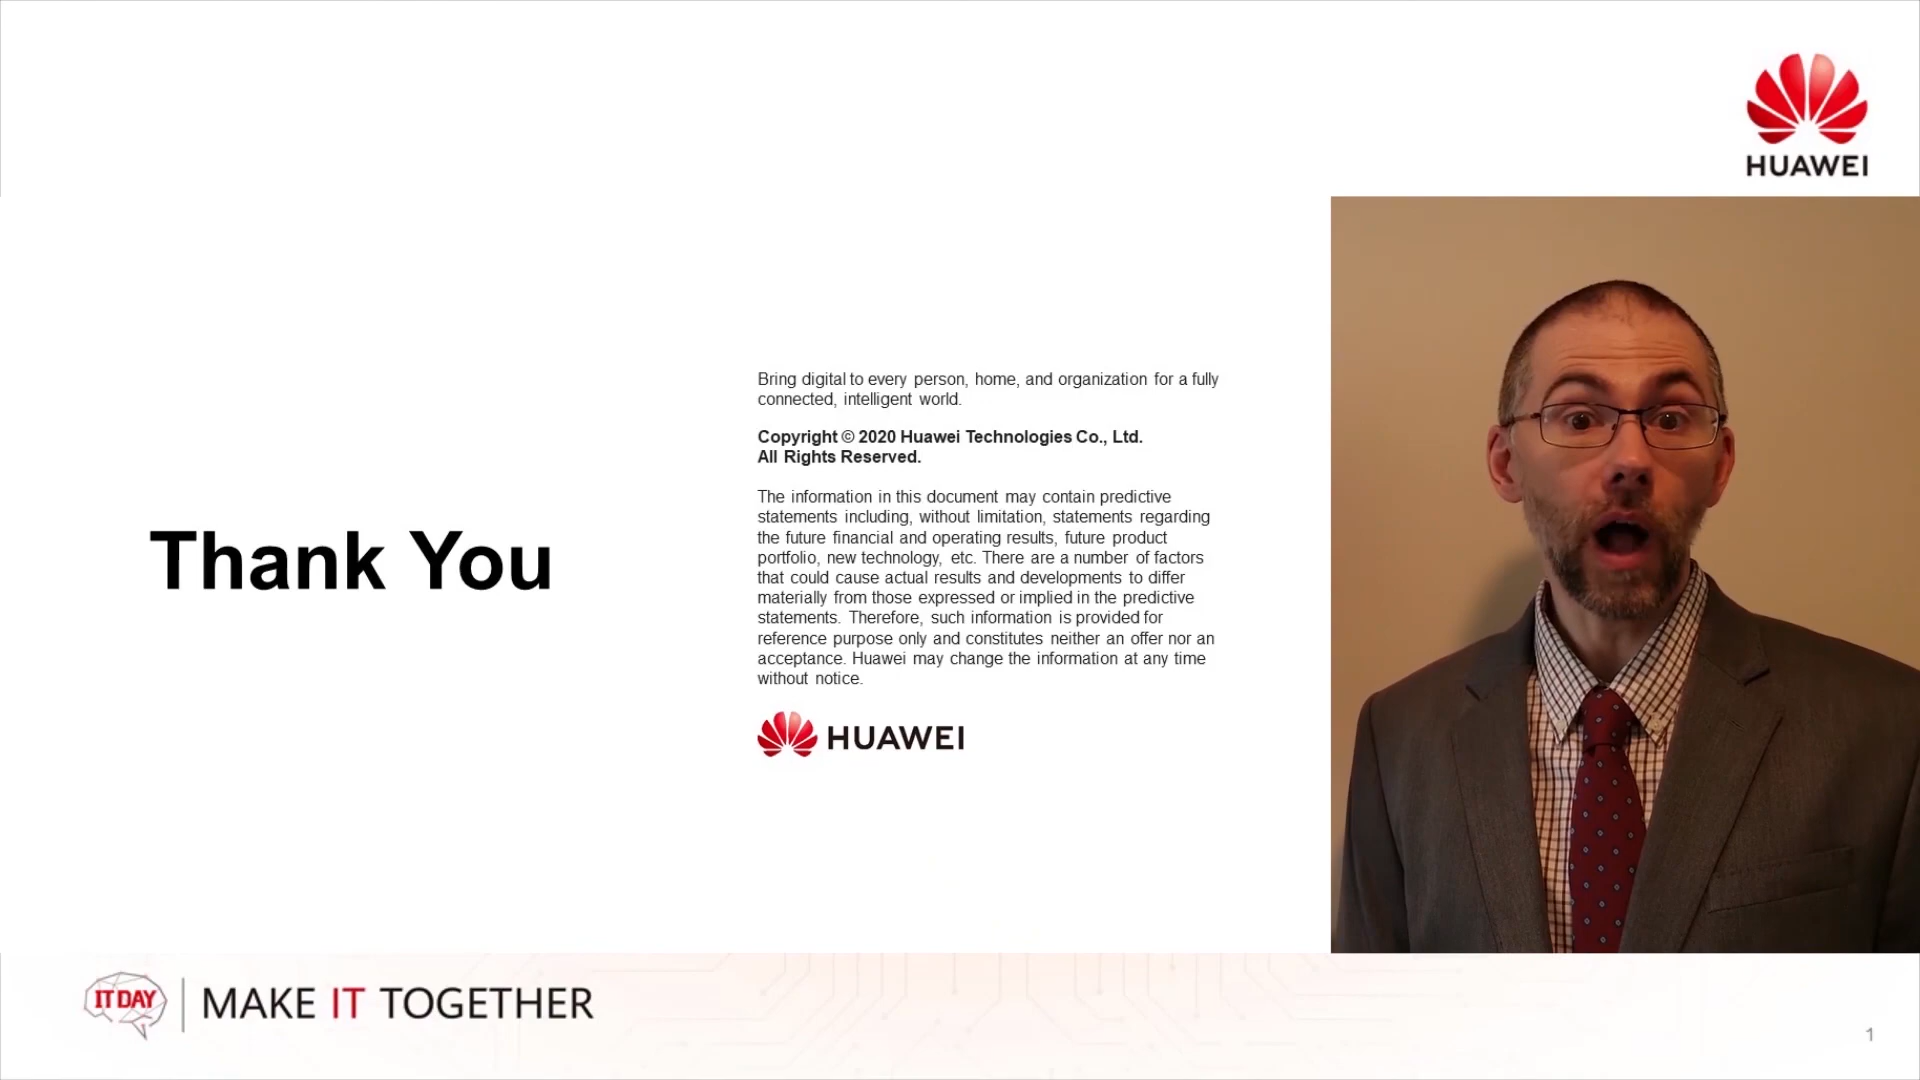 HUAWEI
Bring digital to every person, home, and organization for a fully
connected, intelligent world.
Copyright © 2020 Huawei Technologies Co., Ltd.
All Rights Reserved.
The information in this document may contain predictive
statements including, without limitation, statements regarding
the future financial and operating results, future product
portfolio, new technology, etc. There are a number of factors
that could cause actual results and developments to differ
materially from those expressed or implied in the predictive
statements. Therefore, such information is provided for
reference purpose only and constitutes neither an offer nor an
acceptance. Huawei may change the information at any time
without notice.
Thank You
HUAWEI
IT DAY
MAKE IT TOGETHER
1